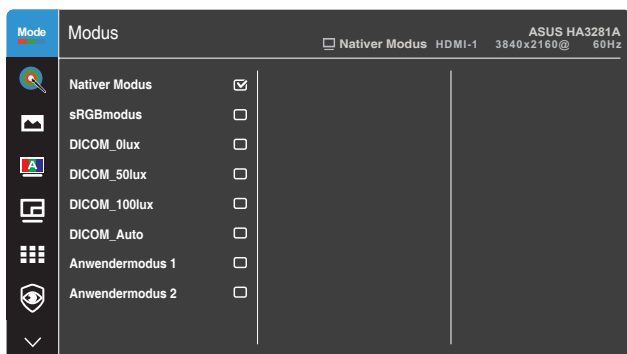 Mode
Modus
ASUS HA3281A
Nativer Modus HDMI-1 3840x2160@ 60Hz
Nativer Modus
sRGBmodus
DICOM_0lux
A
DICOM_50lux
DICOM_100lux
DICOM_Auto
Anwendermodus 1
Anwendermodus 2